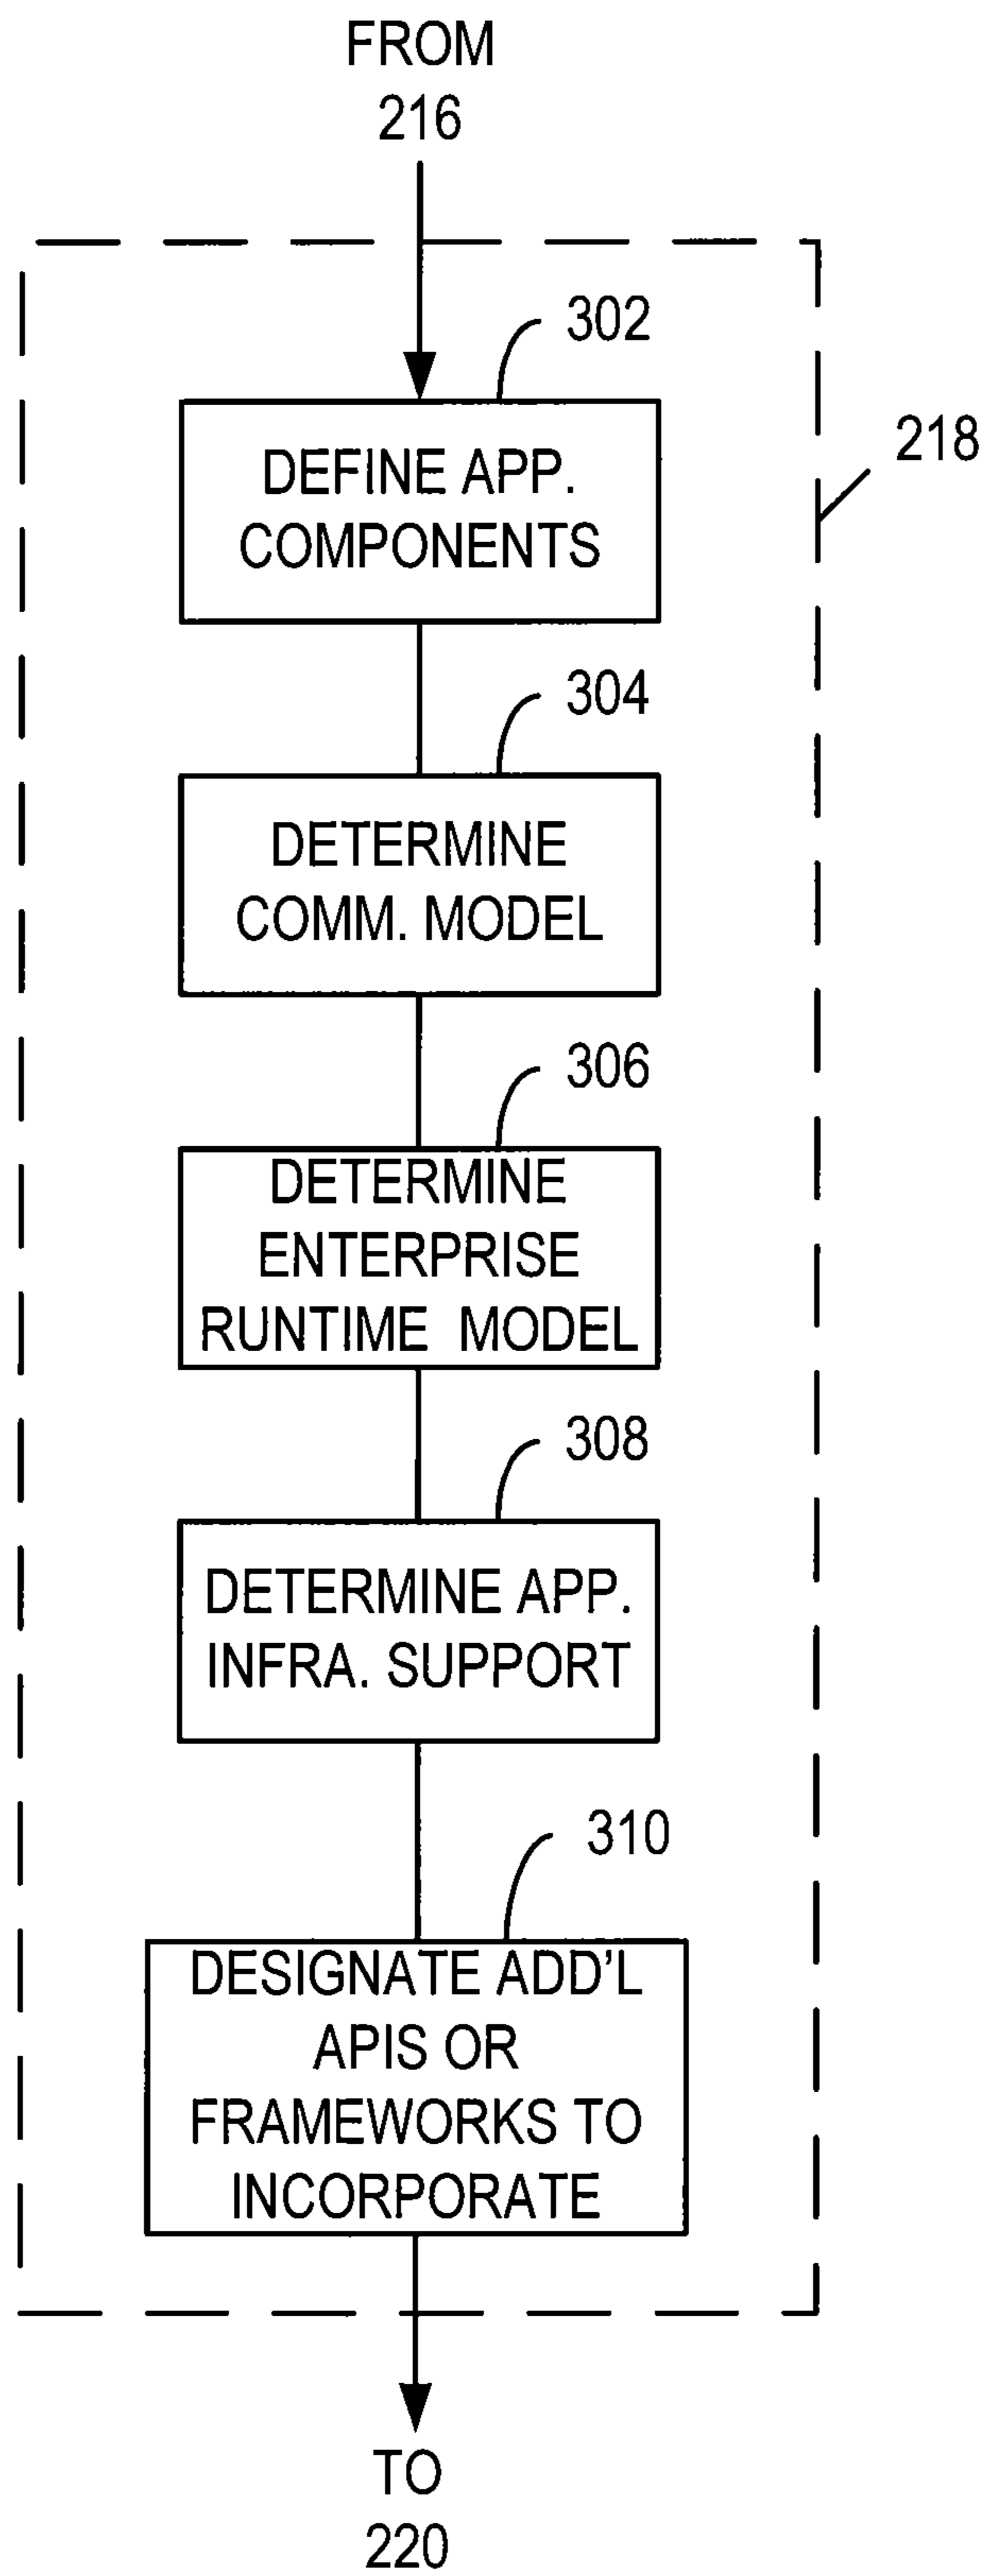 FROM
216
302
DEFINE APP.
COMPONENTS
218
304
DETERMINE
COMM. MODEL
306
DETERMINE
ENTERPRISE
RUNTIME MODEL
308
DETERMINE APP.
INFRA. SUPPORT
310
DESIGNATE ADD'L
APIS OR
FRAMEWORKS TO
INCORPORATE
TO
220